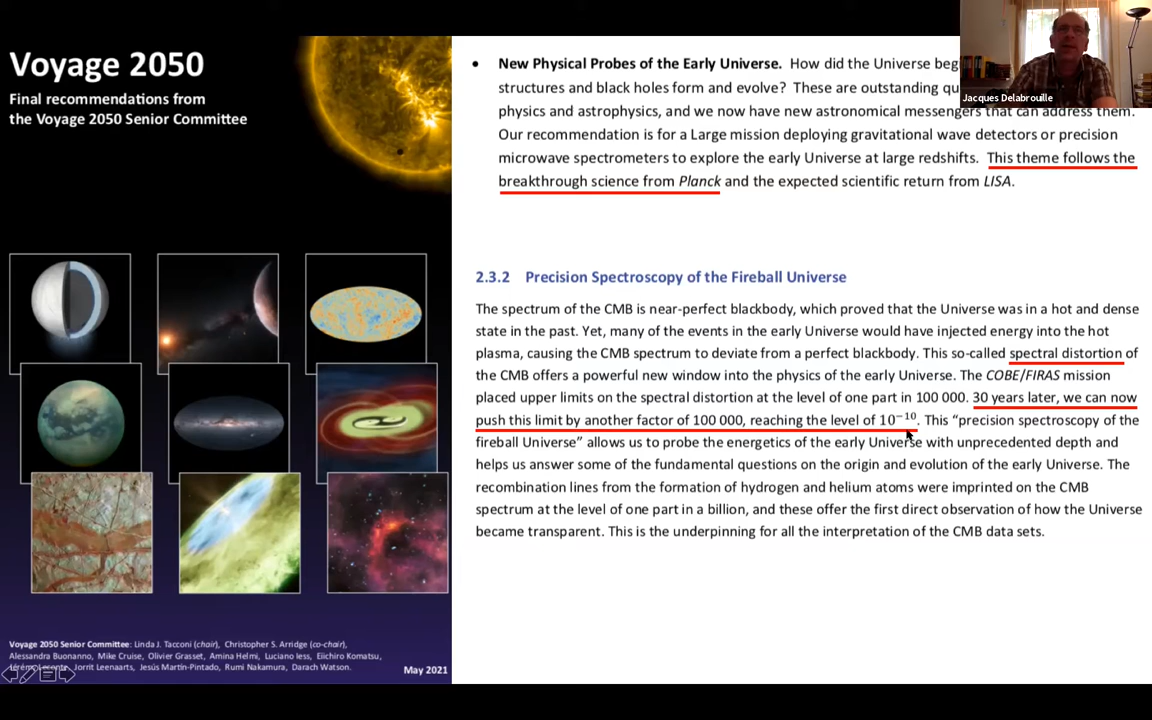 Voyage 2050
Final recommendations from
the Voyage 2050 Senior Committee
Voyage 2050 Senior Committee: Linda J. Tacconi (chair), Christopher S. Arridge (co-chair),
Alessandra Buonanno, Mike Cruise, Olivier Grasset, Amina Helmi, Luciano Iess, Eiichiro Komatsu,
Jérémy Leconte, Jorrit Leenaarts, Jesús Martín-Pintado, Rumi Nakamura, Darach Watson.
May 2021
• New Physical Probes of the Early Universe. How did the Universe beg
structures and black holes form and evolve? These are outstanding qu
physics and astrophysics, and we now have new astronomical messengers that can address them.
Our recommendation is for a Large mission deploying gravitational wave detectors or precision
microwave spectrometers to explore the early Universe at large redshifts. This theme follows the
breakthrough science from Planck and the expected scientific return from LISA.
2.3.2 Precision Spectroscopy of the Fireball Universe
The spectrum of the CMB is near-perfect blackbody, which proved that the Universe was in a hot and dense
state in the past. Yet, many of the events in the early Universe would have injected energy into the hot
plasma, causing the CMB spectrum to deviate from a perfect blackbody. This so-called spectral distortion of
the CMB offers a powerful new window into the physics of the early Universe. The COBE/FIRAS mission
placed upper limits on the spectral distortion at the level of one part in 100 000. 30 years later, we can now
push this limit by another factor of 100 000, reaching the level of 10⁻¹⁰. This “precision spectroscopy of the
fireball Universe” allows us to probe the energetics of the early Universe with unprecedented depth and
helps us answer some of the fundamental questions on the origin and evolution of the early Universe. The
recombination lines from the formation of hydrogen and helium atoms were imprinted on the CMB
spectrum at the level of one part in a billion, and these offer the first direct observation of how the Universe
became transparent. This is the underpinning for all the interpretation of the CMB data sets.
Jacques Delabrouille